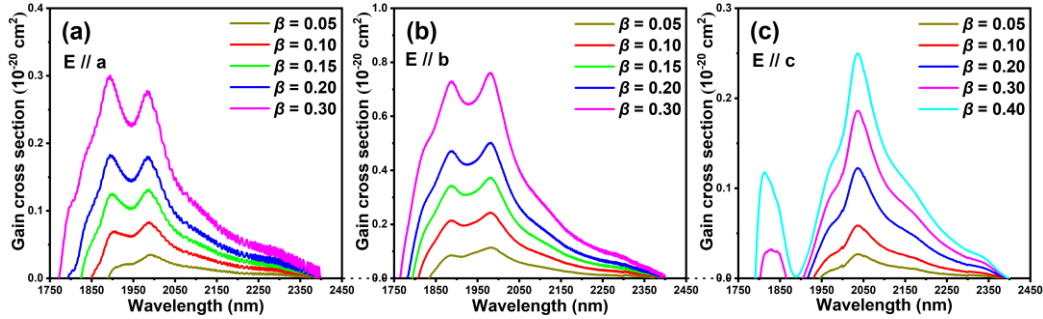 (a)
E // a
β = 0.05
β = 0.10
β = 0.15
β = 0.20
β = 0.30
Gain cross section (10⁻²⁰ cm²)
0.4
0.3
0.2
0.1
0.0
1750 1850 1950 2050 2150 2250 2350 2450
Wavelength (nm)
(b)
E // b
β = 0.05
β = 0.10
β = 0.15
β = 0.20
β = 0.30
Gain cross section (10⁻²⁰ cm²)
1.0
0.8
0.6
0.4
0.2
0.0
1750 1850 1950 2050 2150 2250 2350 2450
Wavelength (nm)
(c)
E // c
β = 0.05
β = 0.10
β = 0.20
β = 0.30
β = 0.40
Gain cross section (10⁻²⁰ cm²)
0.3
0.2
0.1
0.0
1750 1850 1950 2050 2150 2250 2350 2450
Wavelength (nm)